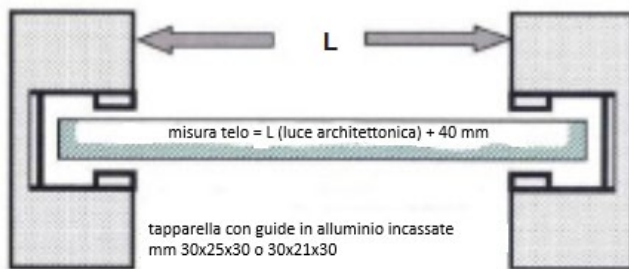 L
misura telo = L (luce architettonica) + 40 mm
tapparella con guide in alluminio incassate
mm 30x25x30 o 30x21x30